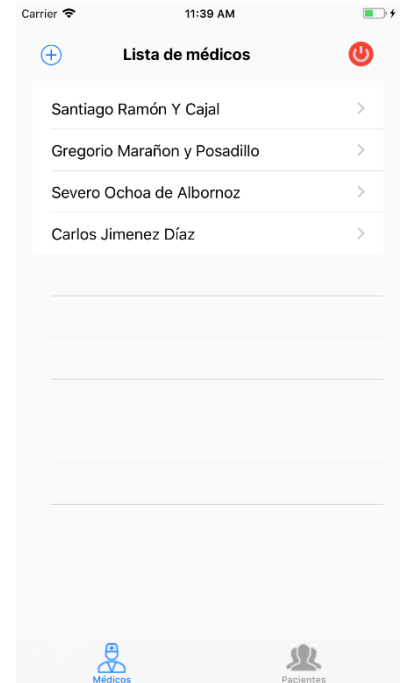 Carrier 11:39 AM
Lista de médicos
Santiago Ramón Y Cajal
Gregorio Marañon y Posadillo
Severo Ochoa de Albornoz
Carlos Jimenez Díaz
Médicos Pacientes